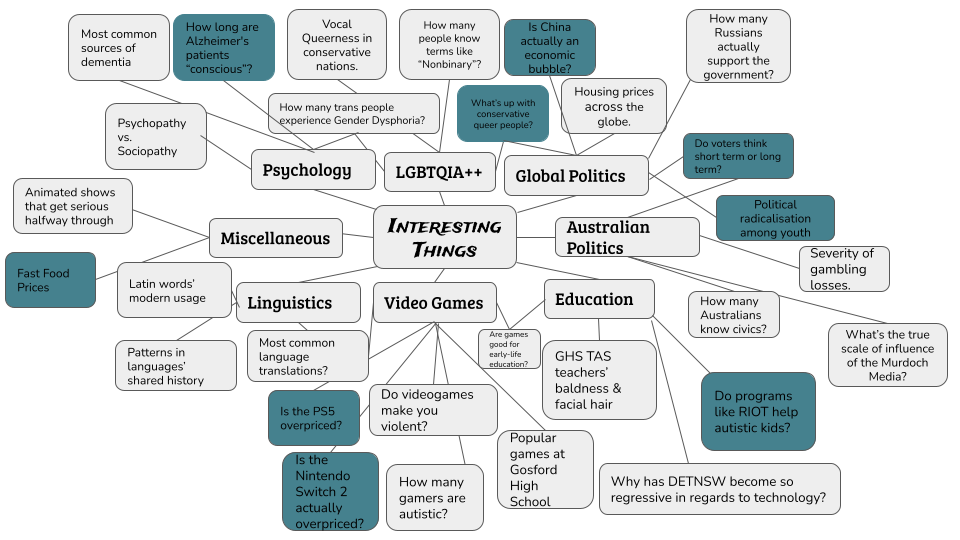 Most common
sources of
dementia
How long are
Alzheimer's
patients
“conscious”?
Vocal
Queerness in
conservative
nations.
How many
people know
terms like
“Nonbinary”?
Is China
actually an
economic
bubble?
How many
Russians
actually
support the
government?
How many trans people
experience Gender Dysphoria?
What's up with
conservative
queer people?
Housing prices
across the
globe.
Psychopathy
vs.
Sociopathy
Psychology
LGBTQIA++
Global Politics
Do voters think
short term or long
term?
Animated shows
that get serious
halfway through
Miscellaneous
Interesting
Things
Australian
Politics
Political
radicalisation
among youth
Severity of
gambling
losses.
Fast Food
Prices
Latin words'
modern usage
Linguistics
Video Games
Education
How many
Australians
know civics?
What's the true
scale of influence
of the Murdoch
Media?
Patterns in
languages'
shared history
Most common
language
translations?
Are games
good for
early-life
education?
GHS TAS
teachers'
baldness &
facial hair
Is the PS5
overpriced?
Do videogames
make you
violent?
Do programs
like RIOT help
autistic kids?
Is the
Nintendo
Switch 2
actually
overpriced?
How many
gamers are
autistic?
Popular
games at
Gosford
High
School
Why has DETNSW become so
regressive in regards to technology?